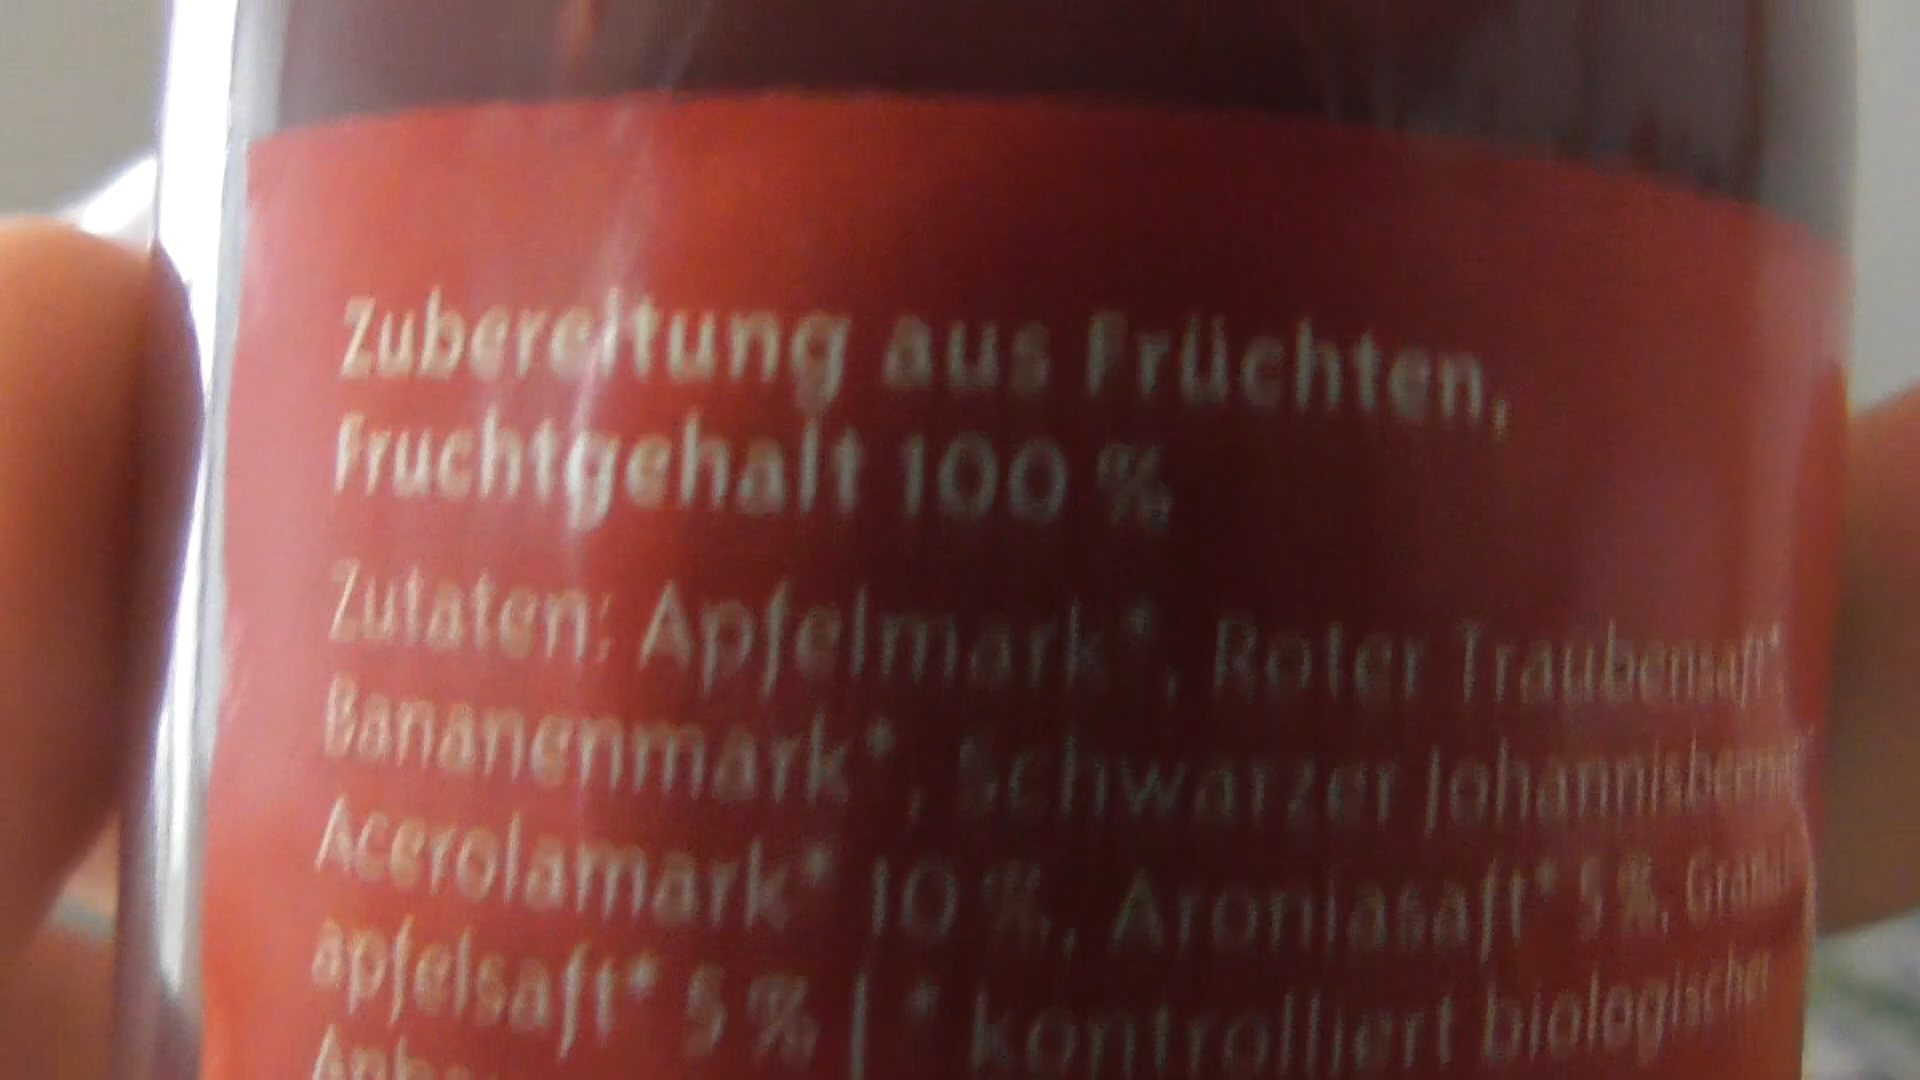 Zubereitung aus Früchten,
Fruchtgehalt 100 %
Zutaten: Apfelmark*, Roter Traubensaft*,
Bananenmark*, Schwarzer
Acerolamark* 10 %, Aroniasaft* 5 %,
apfelsaft* 5 % | * kontrolliert biologischer